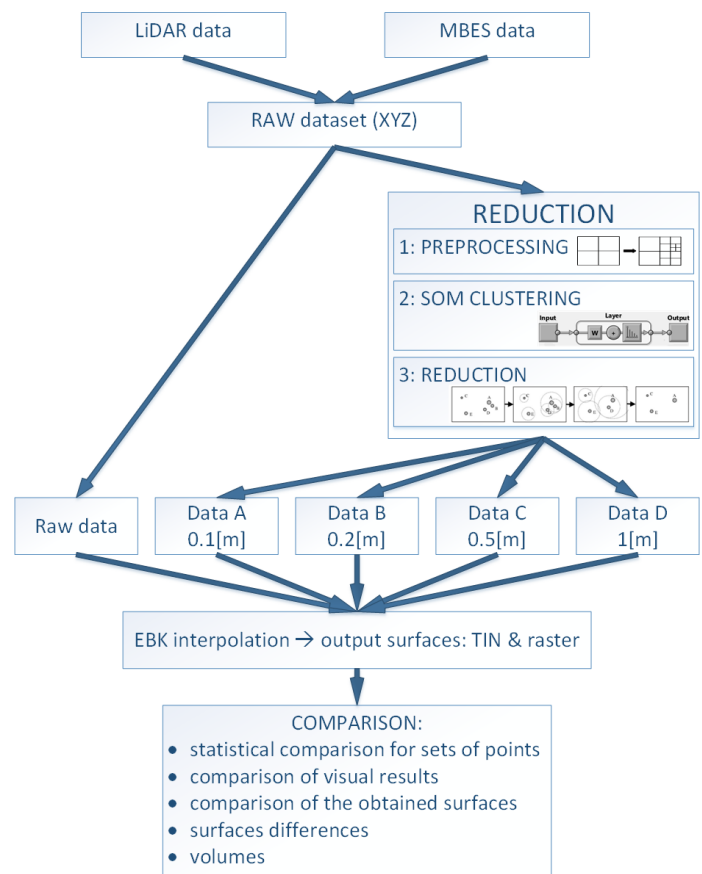 LiDAR data
MBES data
RAW dataset (XYZ)
REDUCTION
1: PREPROCESSING
2: SOM CLUSTERING
Input
Layer
Output
W
+
3: REDUCTION
Raw data
Data A
0.1[m]
Data B
0.2[m]
Data C
0.5[m]
Data D
1[m]
EBK interpolation → output surfaces: TIN & raster
COMPARISON:
• statistical comparison for sets of points
• comparison of visual results
• comparison of the obtained surfaces
• surfaces differences
• volumes